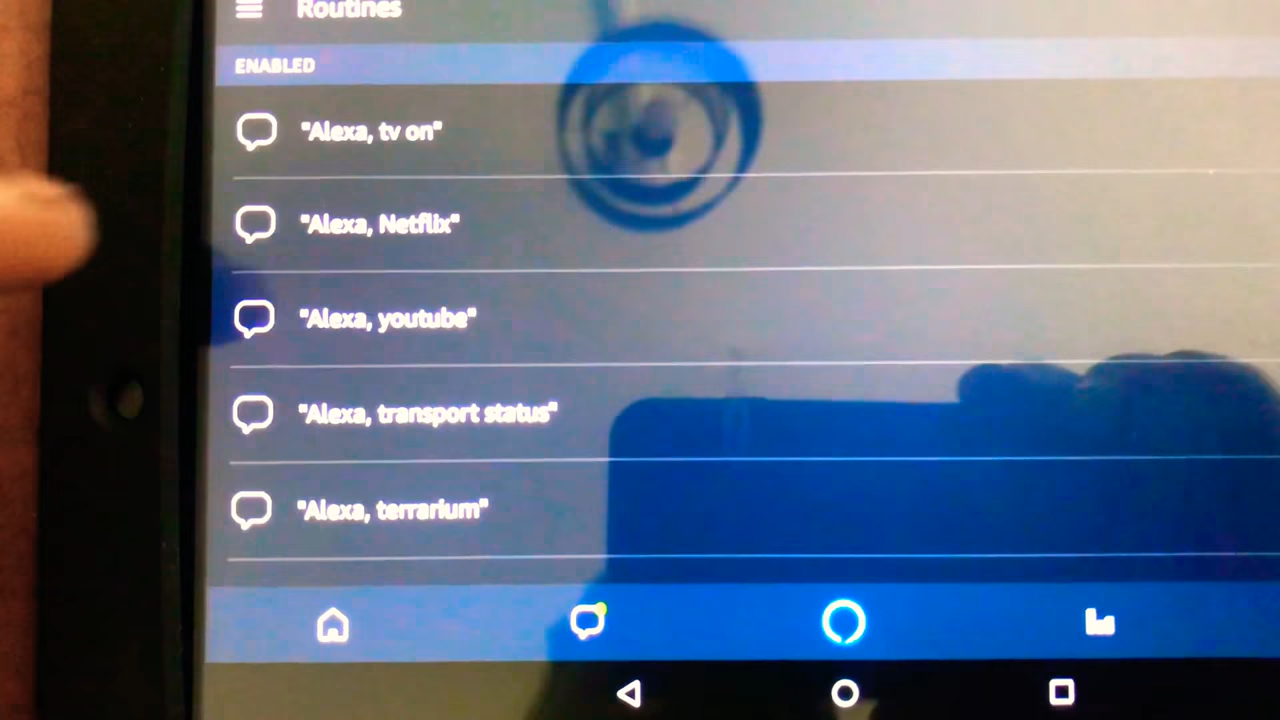 Routines
ENABLED
"Alexa, tv on"
"Alexa, Netflix"
"Alexa, youtube"
"Alexa, transport status"
"Alexa, terrarium"